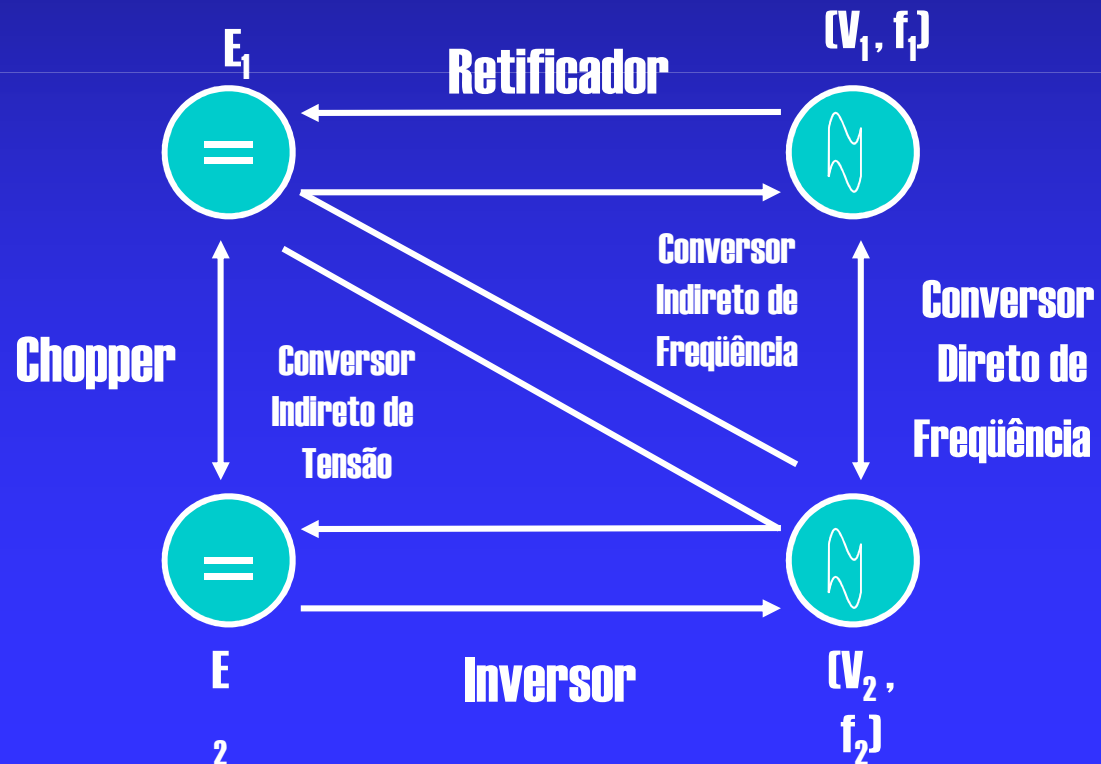 E₁
Retificador
(V₁, f₁)
=
Conversor
Indireto de
Freqüência
Conversor
Direto de
Freqüência
Chopper
Conversor
Indireto de
Tensão
=
E
2
Inversor
(V₂,
f₂)